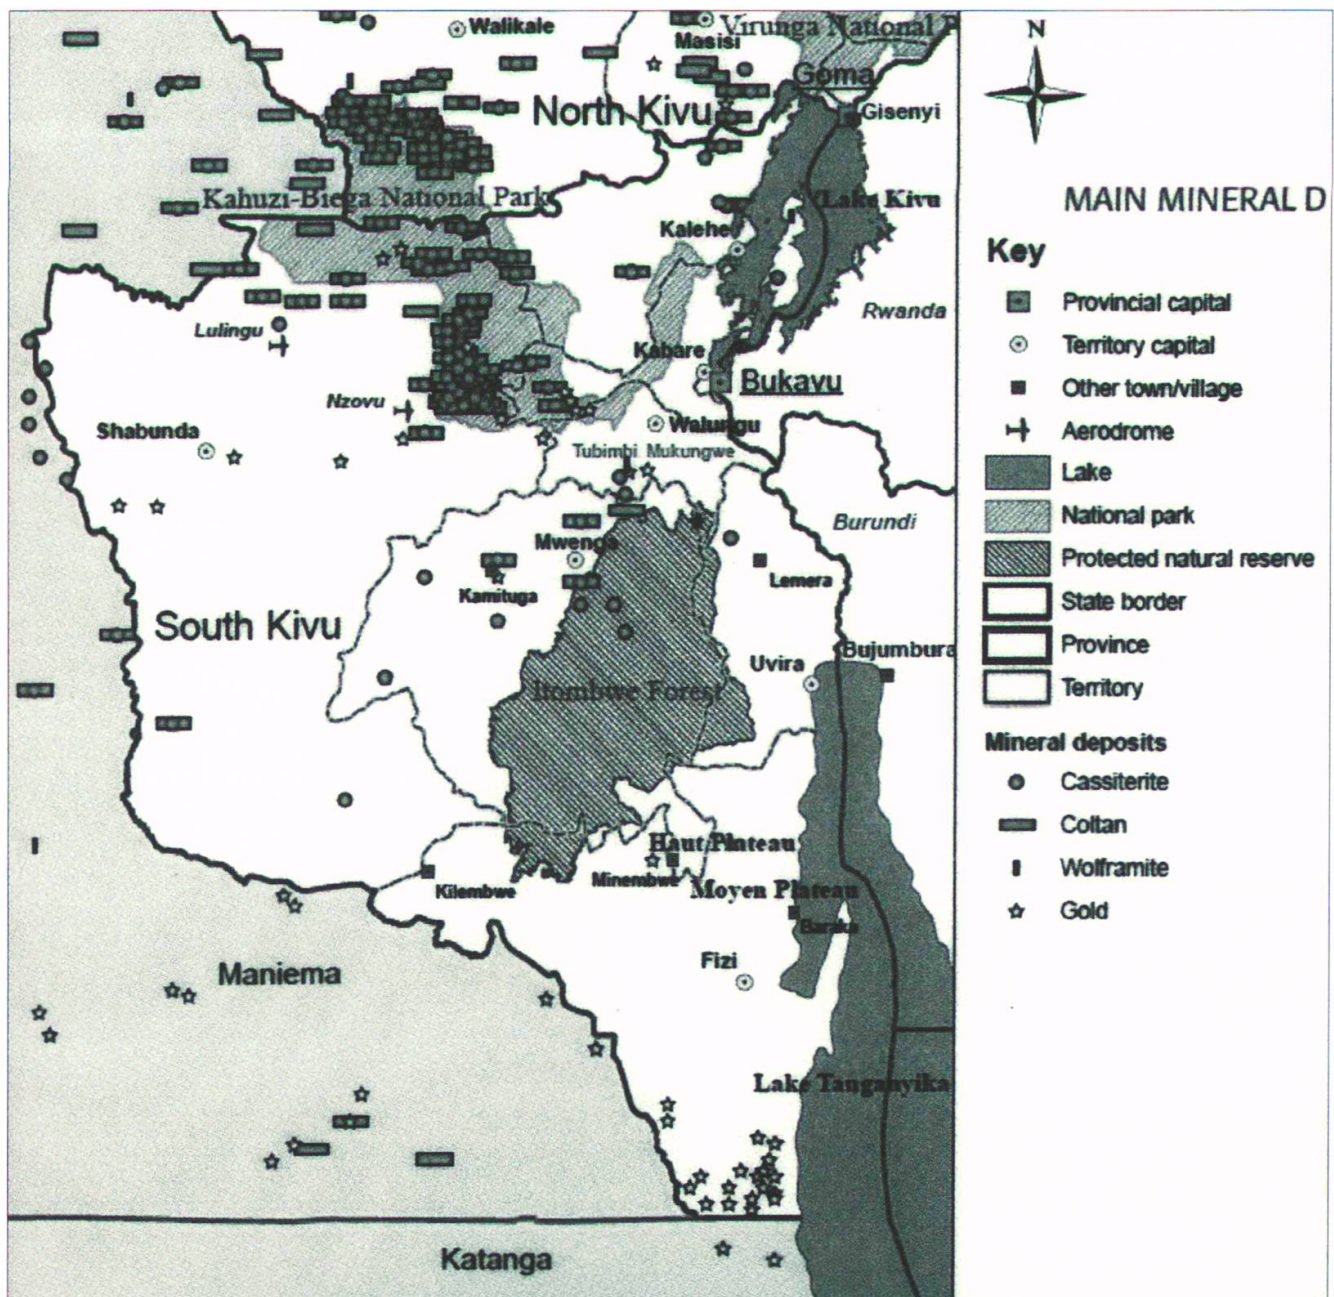 Virunga National P
Walikale
Masisi
Goma
North Kivu
Gisenyi
Kahuzi-Biega National Park
Lake Kivu
Kalehe
Rwanda
Lulingu
Kabare
Bukavu
Nzovu
Shabunda
Walungu
Tubimbi Mukungwe
Burundi
Mwenga
Lemera
Kamituga
South Kivu
Bujumbura
Uvira
Itombwe Forest
Haut Plateau
Minembwe
Kilembwe
Moyen Plateau
Baraka
Fizi
Maniema
Lake Tanganyika
Katanga
N
MAIN MINERAL D
Key
Provincial capital
Territory capital
Other town/village
Aerodrome
Lake
National park
Protected natural reserve
State border
Province
Territory
Mineral deposits
Cassiterite
Coltan
Wolframite
Gold